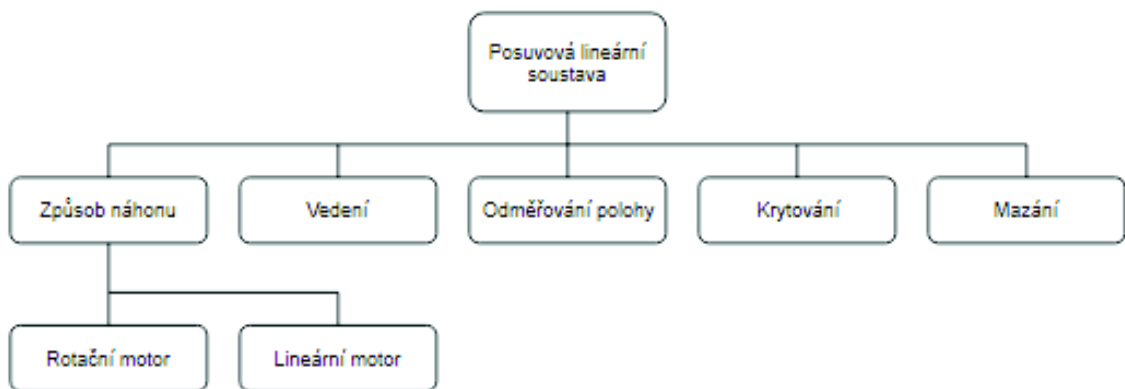 Posuvová lineární
soustava
Způsob náhonu
Vedení
Odměřování polohy
Krytování
Mazání
Rotační motor
Lineární motor